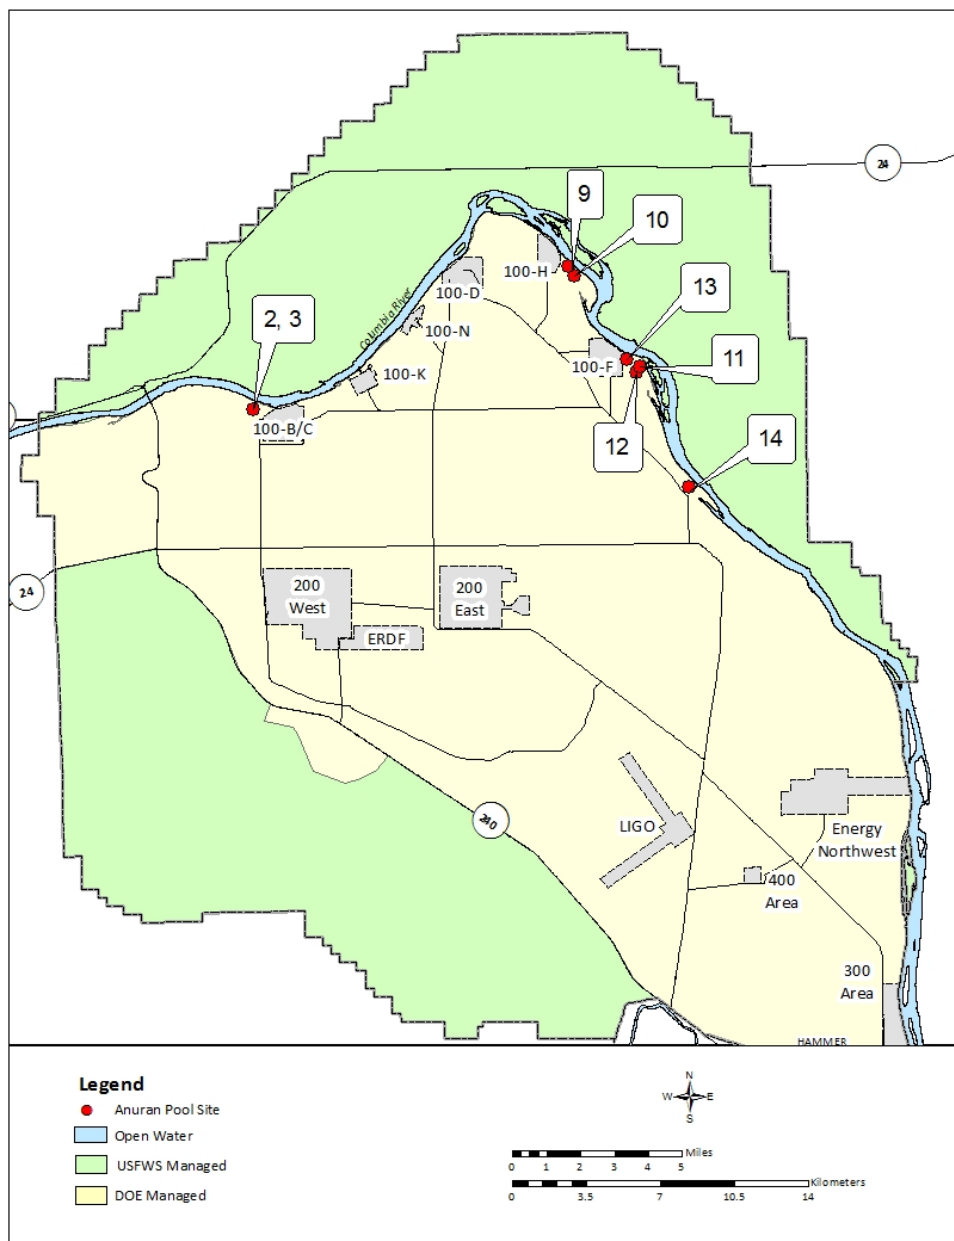 24
9
10
100-H
13
2, 3
100-D
Columbia River
100-N
11
100-F
100-K
100-B/C
12
14
24
200
West
200
East
ERDF
240
LIGO
Energy
Northwest
400
Area
300
Area
HAMMER
Legend
Anuran Pool Site
Open Water
USFWS Managed
DOE Managed
N
W E
S
Miles
0 1 2 3 4 5
Kilometers
0 3.5 7 10.5 14